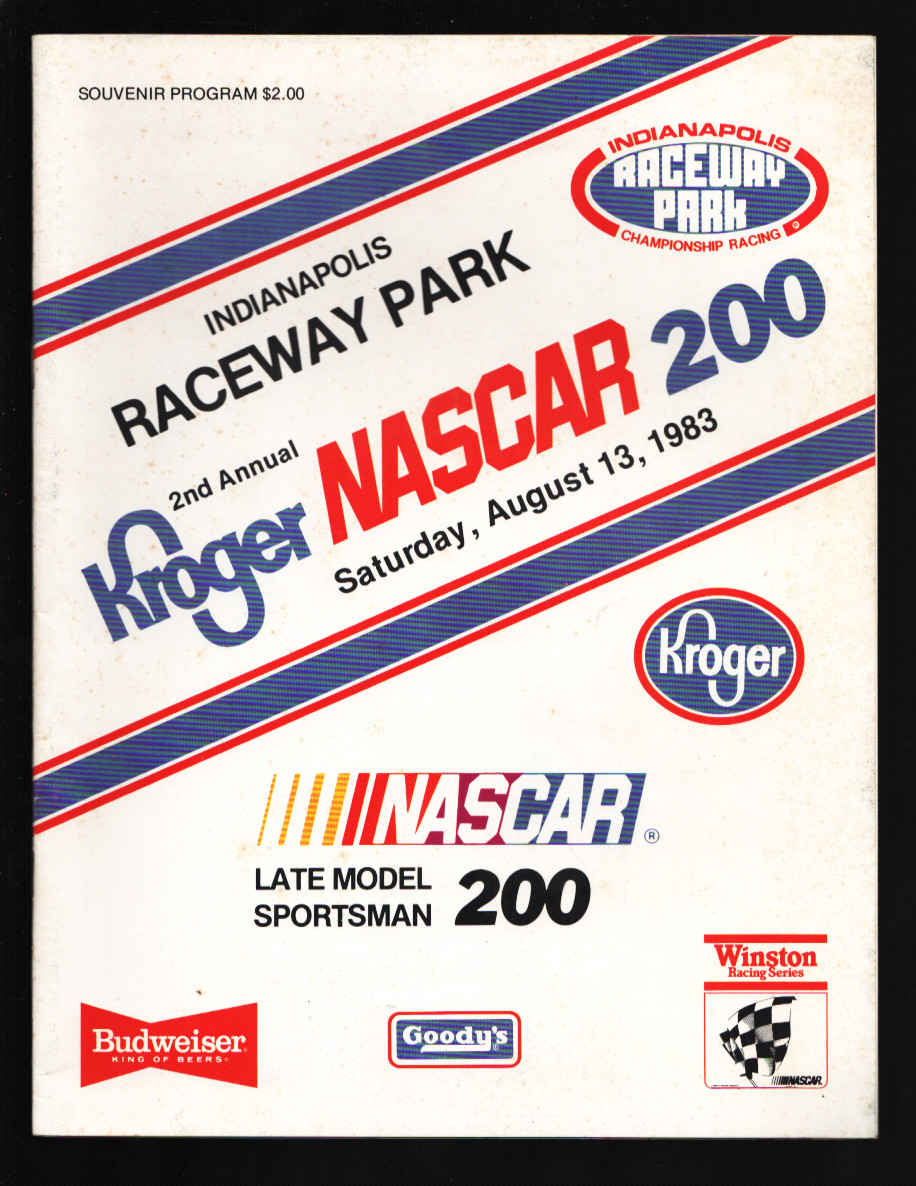 SOUVENIR PROGRAM $2.00
INDIANAPOLIS
RACEWAY
PARK
CHAMPIONSHIP RACING
INDIANAPOLIS
RACEWAY PARK
2nd Annual
Kroger NASCAR 200
Saturday, August 13, 1983
Kroger
NASCAR ®
LATE MODEL
SPORTSMAN 200
Winston
Racing Series
NASCAR.
Budweiser®
KING OF BEERS®
Goody's®